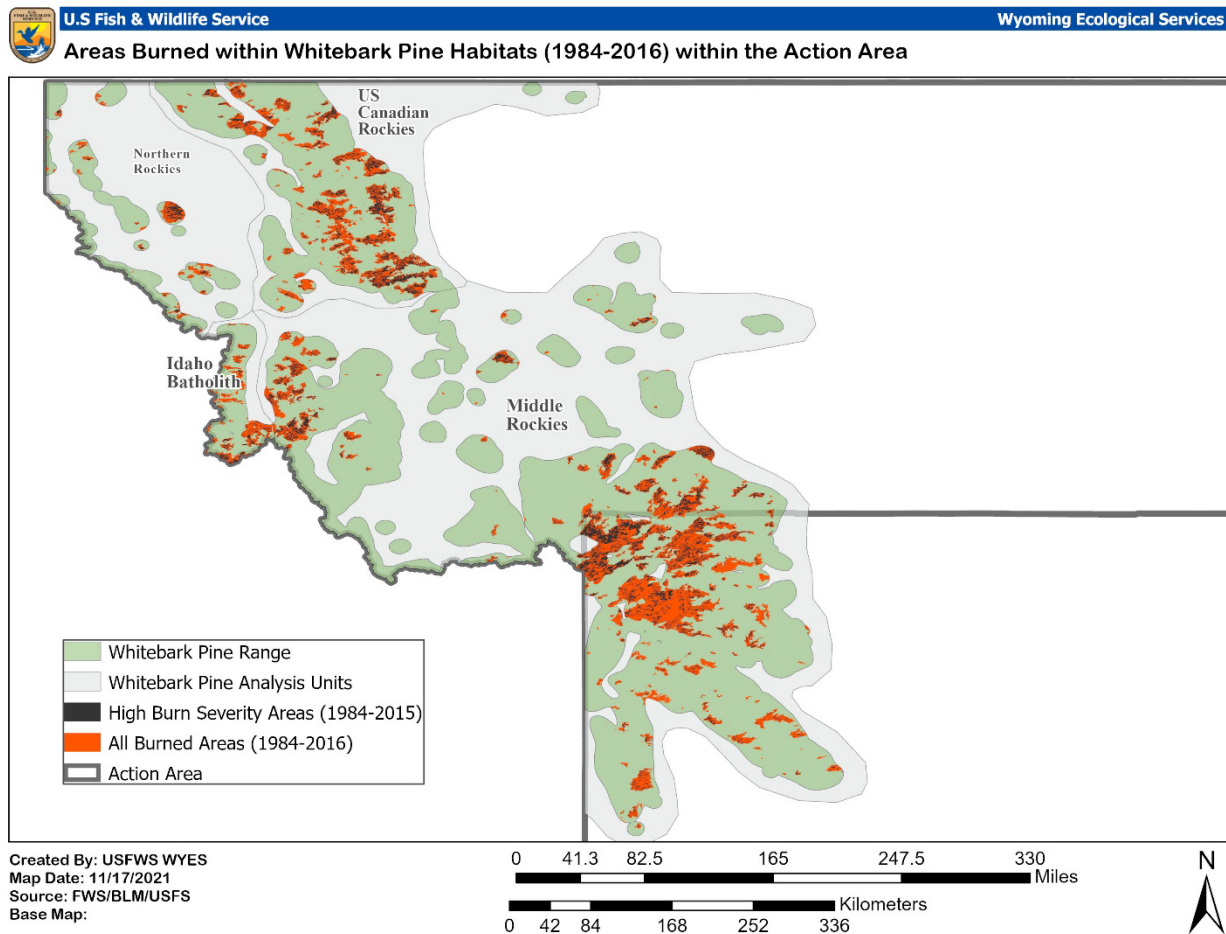 U.S Fish & Wildlife Service
Wyoming Ecological Services
Areas Burned within Whitebark Pine Habitats (1984-2016) within the Action Area
US
Canadian
Rockies
Northern
Rockies
Idaho
Batholith
Middle
Rockies
Whitebark Pine Range
Whitebark Pine Analysis Units
High Burn Severity Areas (1984-2015)
All Burned Areas (1984-2016)
Action Area
Created By: USFWS WYES
Map Date: 11/17/2021
Source: FWS/BLM/USFS
Base Map:
0 41.3 82.5 165 247.5 330
Miles
Kilometers
0 42 84 168 252 336
N